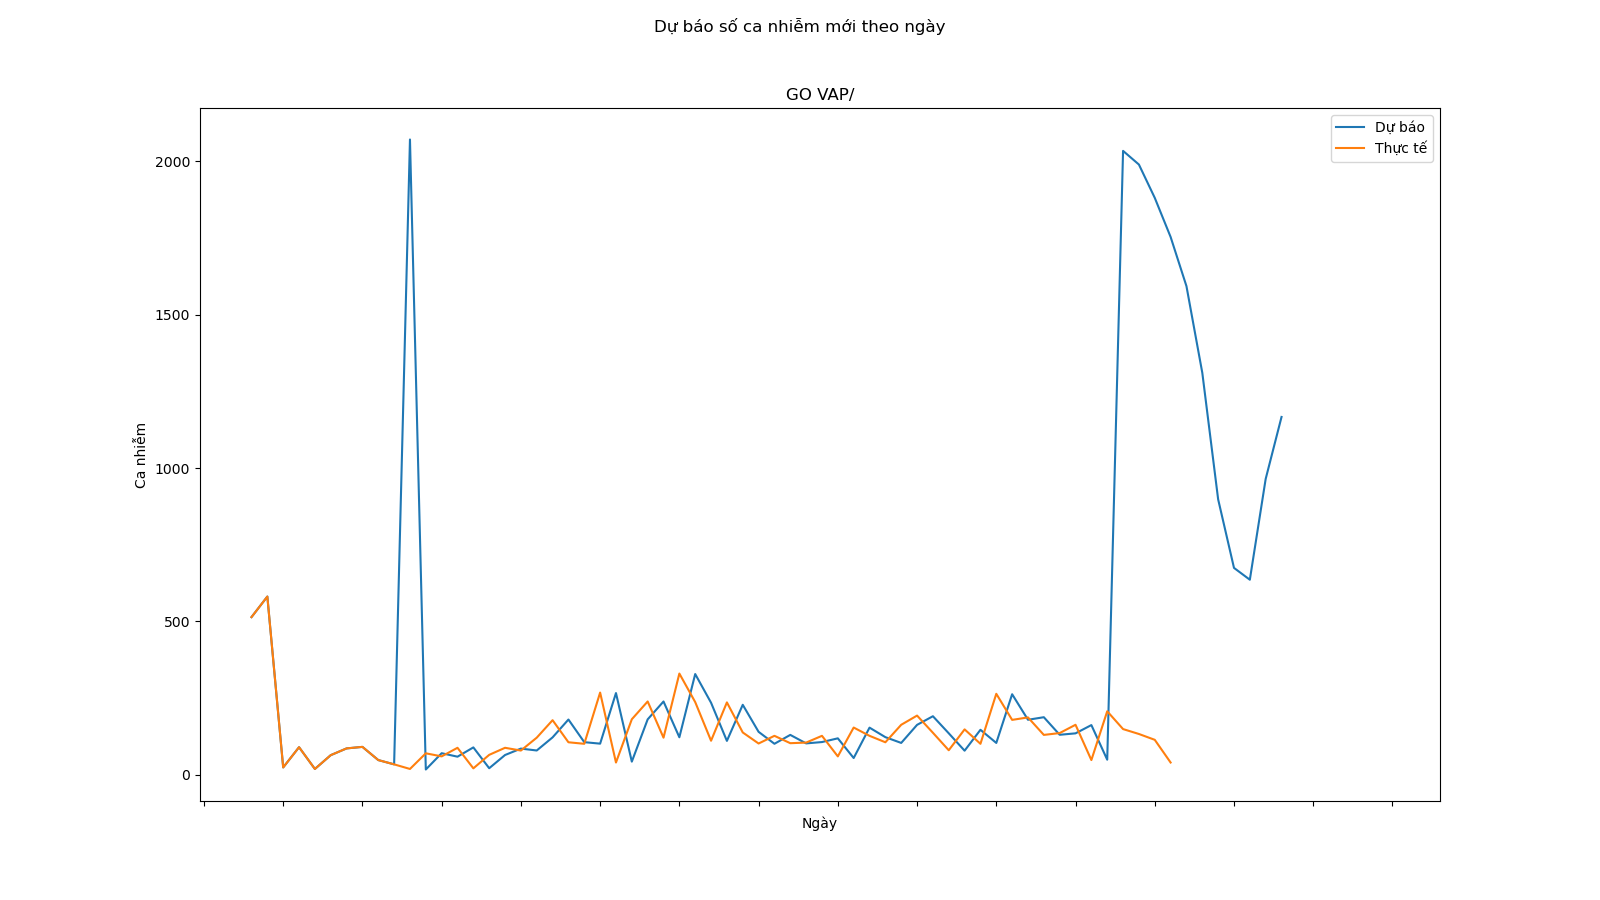 Dự báo số ca nhiễm mới theo ngày
GO VAP/
Dự báo
Thực tế
2000
1500
1000
500
0
Ca nhiễm
Ngày